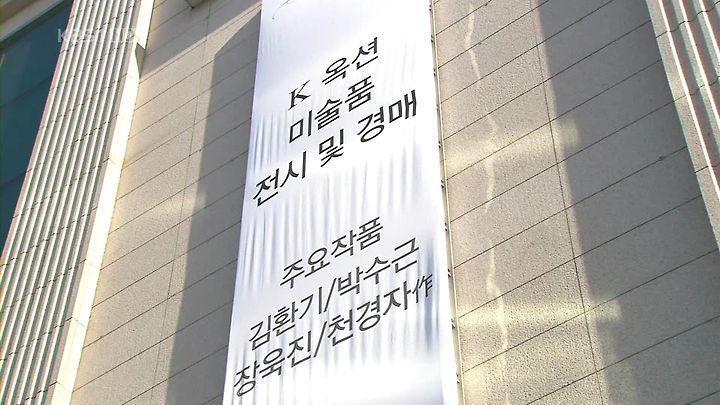 K 옥션
미술품
전시 및 경매
주요작품
김환기/박수근
장욱진/천경자作